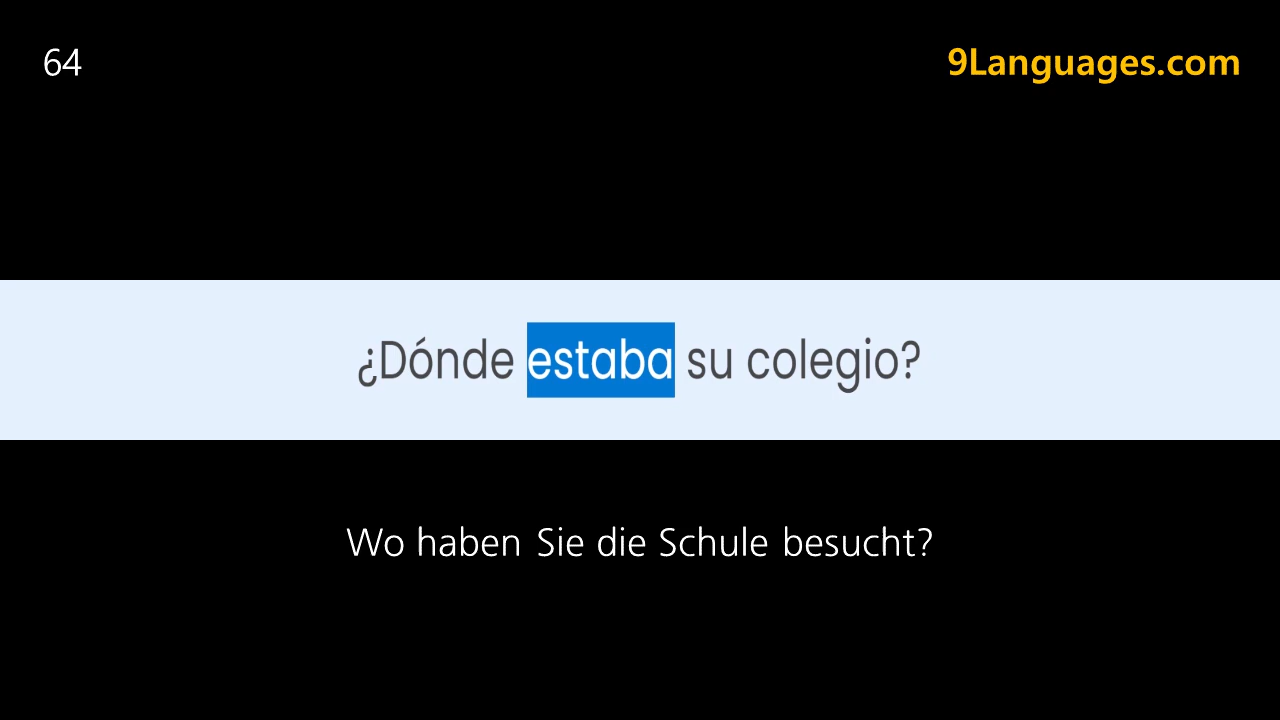 64
9Languages.com
¿Dónde estaba su colegio?
Wo haben Sie die Schule besucht?